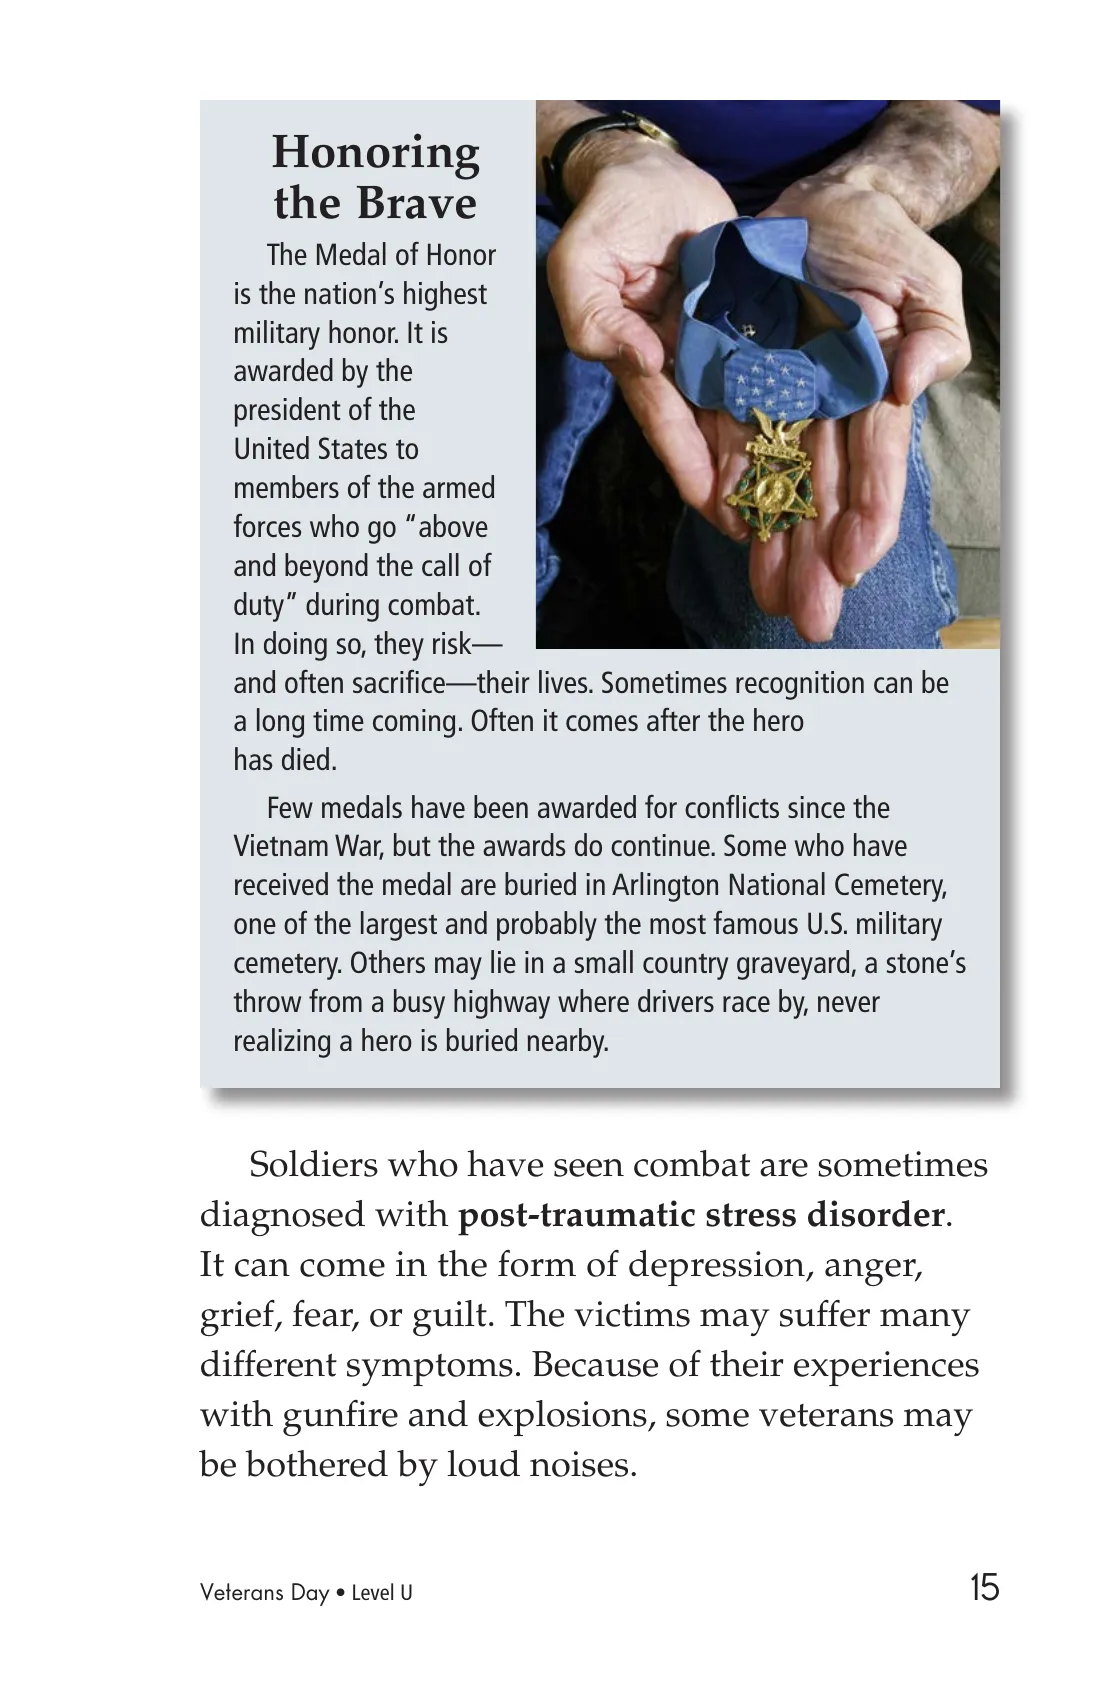 Honoring
the Brave
The Medal of Honor
is the nation’s highest
military honor. It is
awarded by the
president of the
United States to
members of the armed
forces who go “above
and beyond the call of
duty” during combat.
In doing so, they risk—
and often sacrifice—their lives. Sometimes recognition can be
a long time coming. Often it comes after the hero
has died.
Few medals have been awarded for conflicts since the
Vietnam War, but the awards do continue. Some who have
received the medal are buried in Arlington National Cemetery,
one of the largest and probably the most famous U.S. military
cemetery. Others may lie in a small country graveyard, a stone’s
throw from a busy highway where drivers race by, never
realizing a hero is buried nearby.
Soldiers who have seen combat are sometimes
diagnosed with post-traumatic stress disorder.
It can come in the form of depression, anger,
grief, fear, or guilt. The victims may suffer many
different symptoms. Because of their experiences
with gunfire and explosions, some veterans may
be bothered by loud noises.
Veterans Day • Level U
15